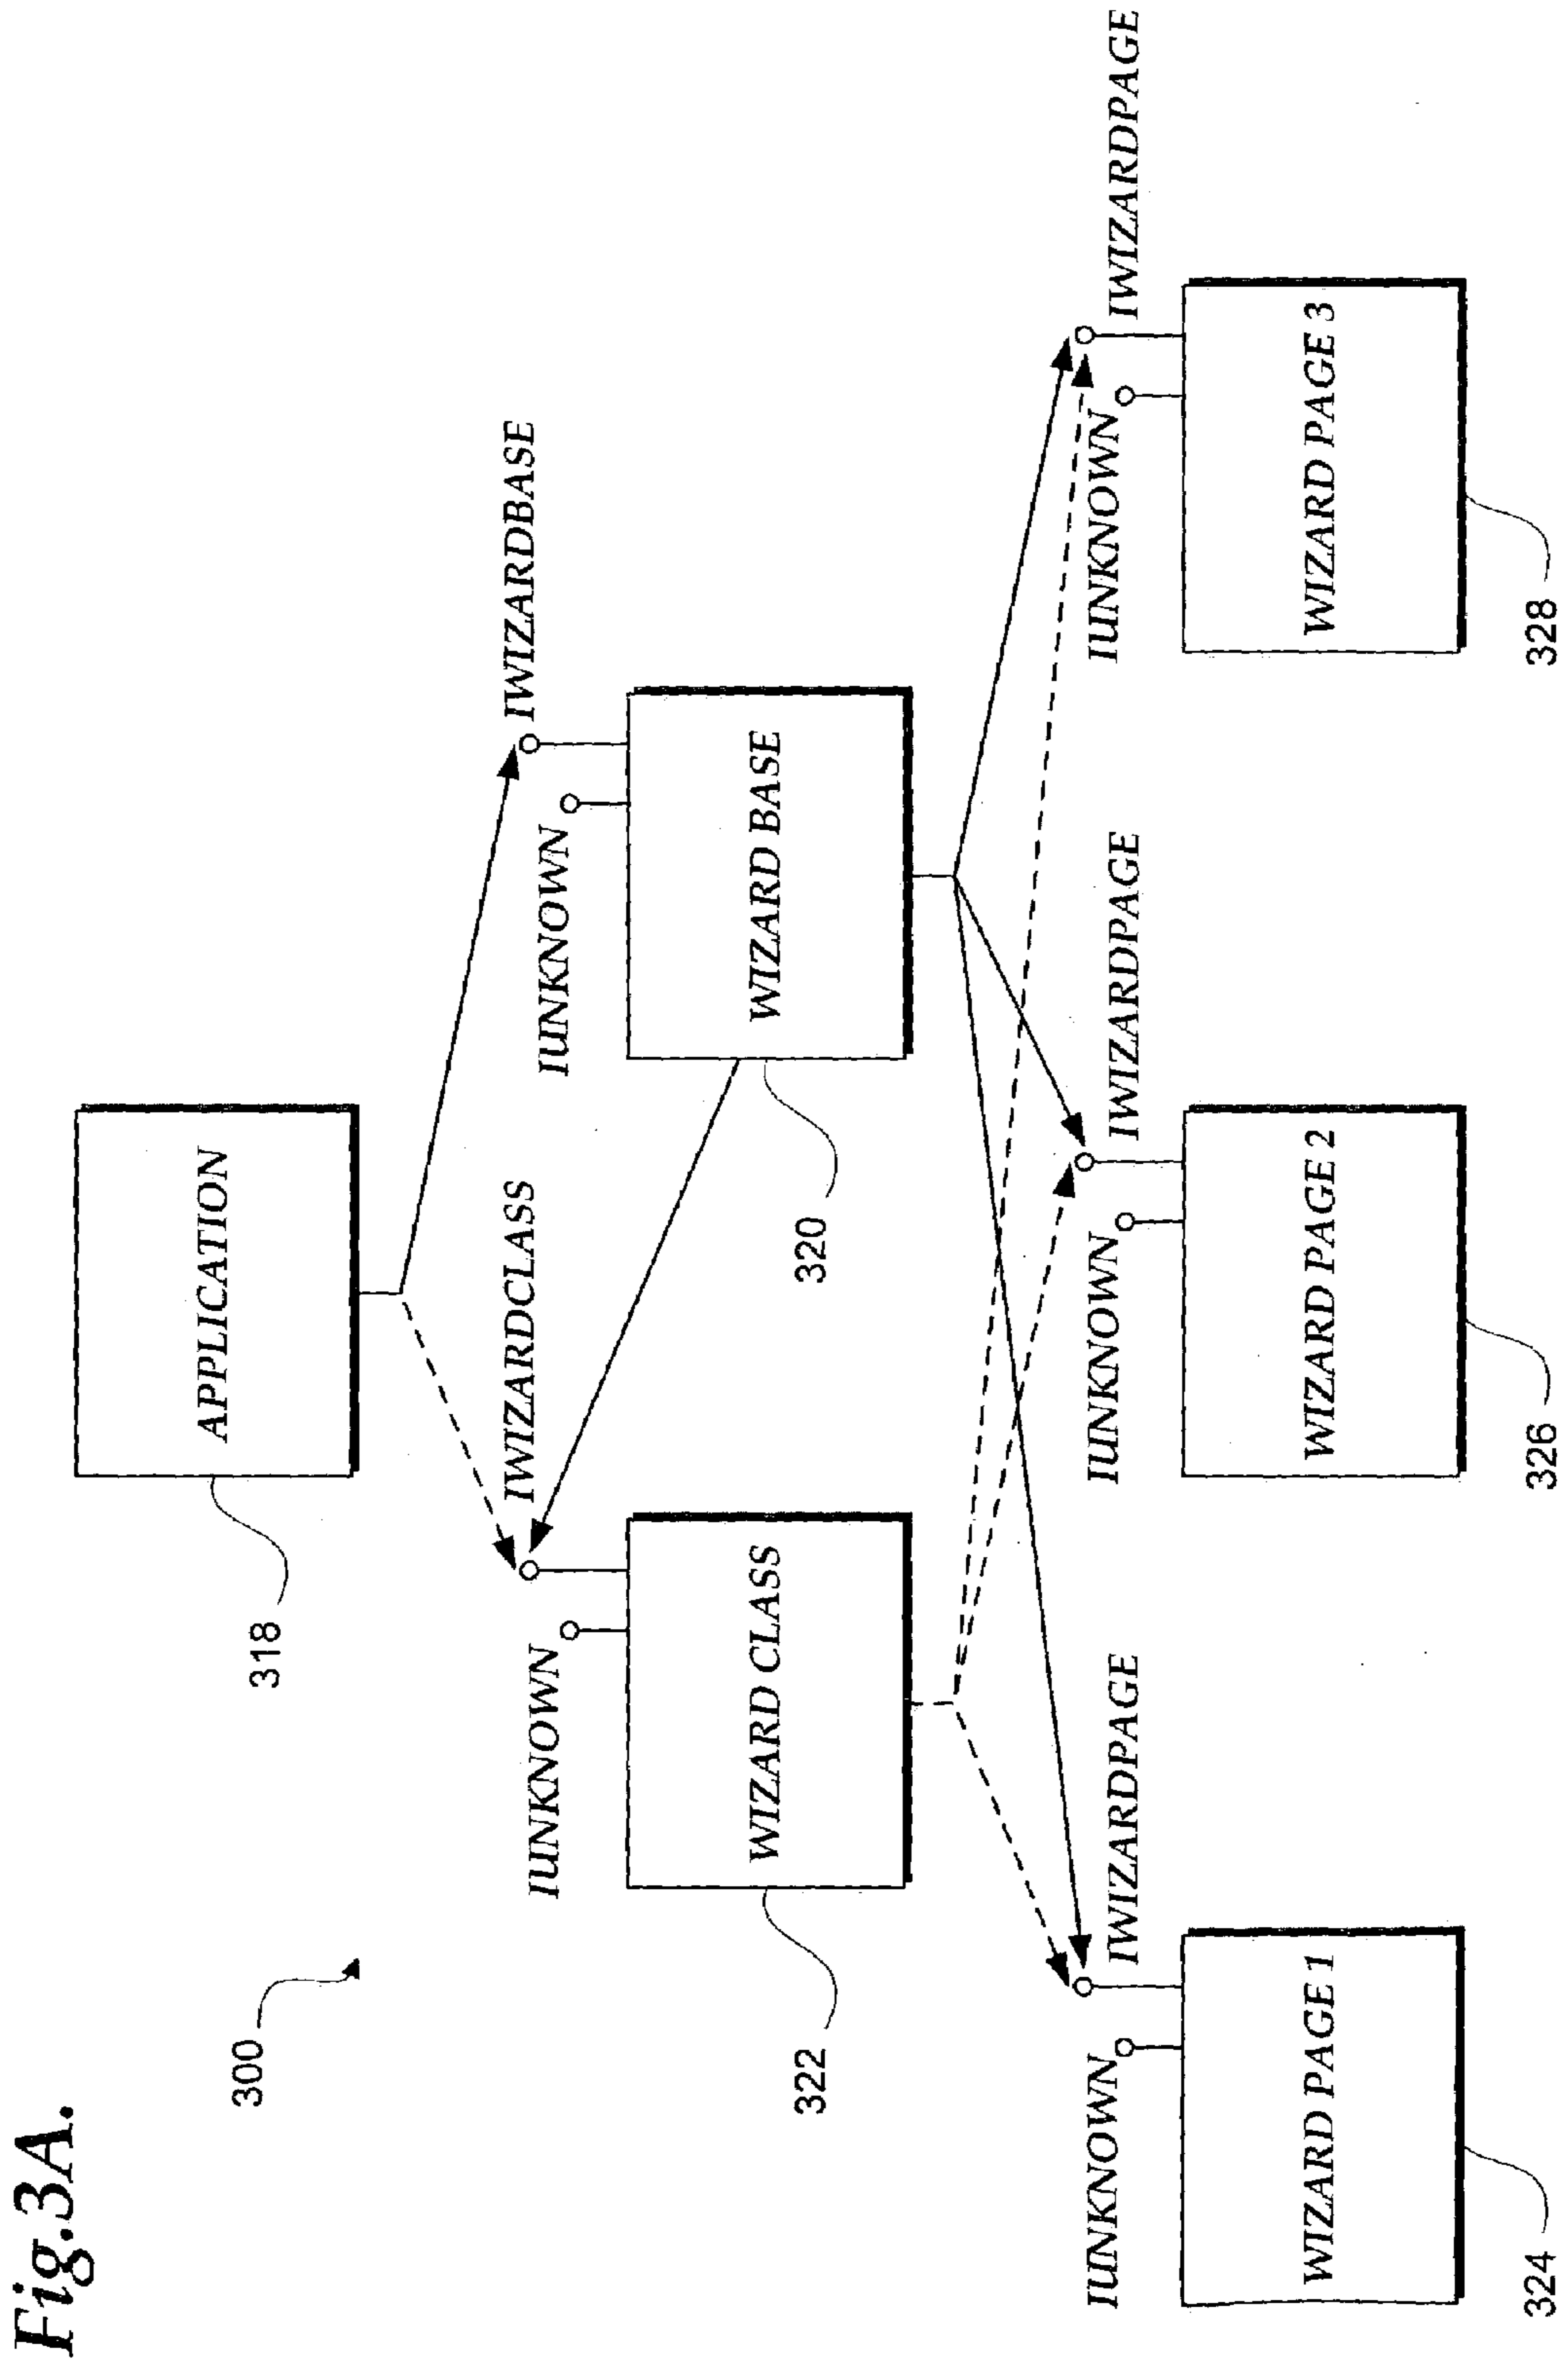 Fig.3A.
300
318
APPLICATION
IUNKNOWN
IWIZARDCLASS
IUNKNOWN
IWIZARDBASE
322
WIZARD CLASS
320
WIZARD BASE
IUNKNOWN
IWIZARDPAGE
IUNKNOWN
IWIZARDPAGE
IUNKNOWN
IWIZARDPAGE
WIZARD PAGE 1
WIZARD PAGE 2
WIZARD PAGE 3
324
326
328